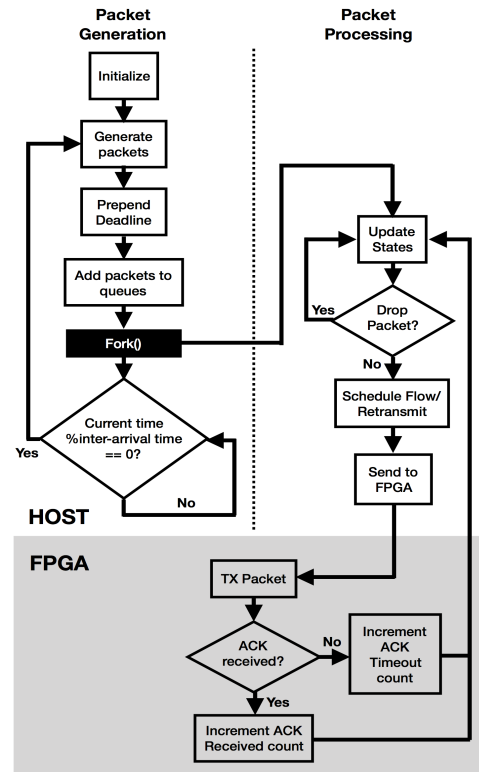 Packet
Generation
Packet
Processing
Initialize
Generate
packets
Prepend
Deadline
Add packets to
queues
Fork()
Current time
%inter-arrival time
== 0?
Yes
No
HOST
Update
States
Yes
Drop
Packet?
No
Schedule Flow/
Retransmit
Send to
FPGA
FPGA
TX Packet
ACK
received?
No
Increment
ACK
Timeout
count
Yes
Increment ACK
Received count